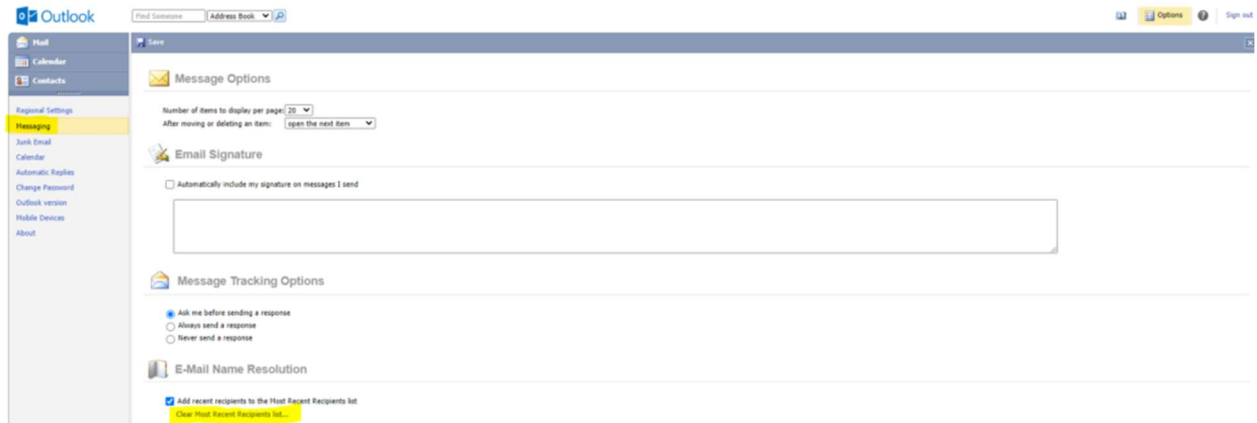 Outlook
Find Someone Address Book
Options Sign out
Mail
Calendar
Contacts
Regional Settings
Messaging
Junk Email
Calendar
Automatic Replies
Change Password
Outlook version
Mobile Devices
About
Save
Message Options
Number of items to display per page: 20
After moving or deleting an item: open the next item
Email Signature
Automatically include my signature on messages I send
Message Tracking Options
Ask me before sending a response
Always send a response
Never send a response
E-Mail Name Resolution
Add recent recipients to the Most Recent Recipients list
Clear Most Recent Recipients list...